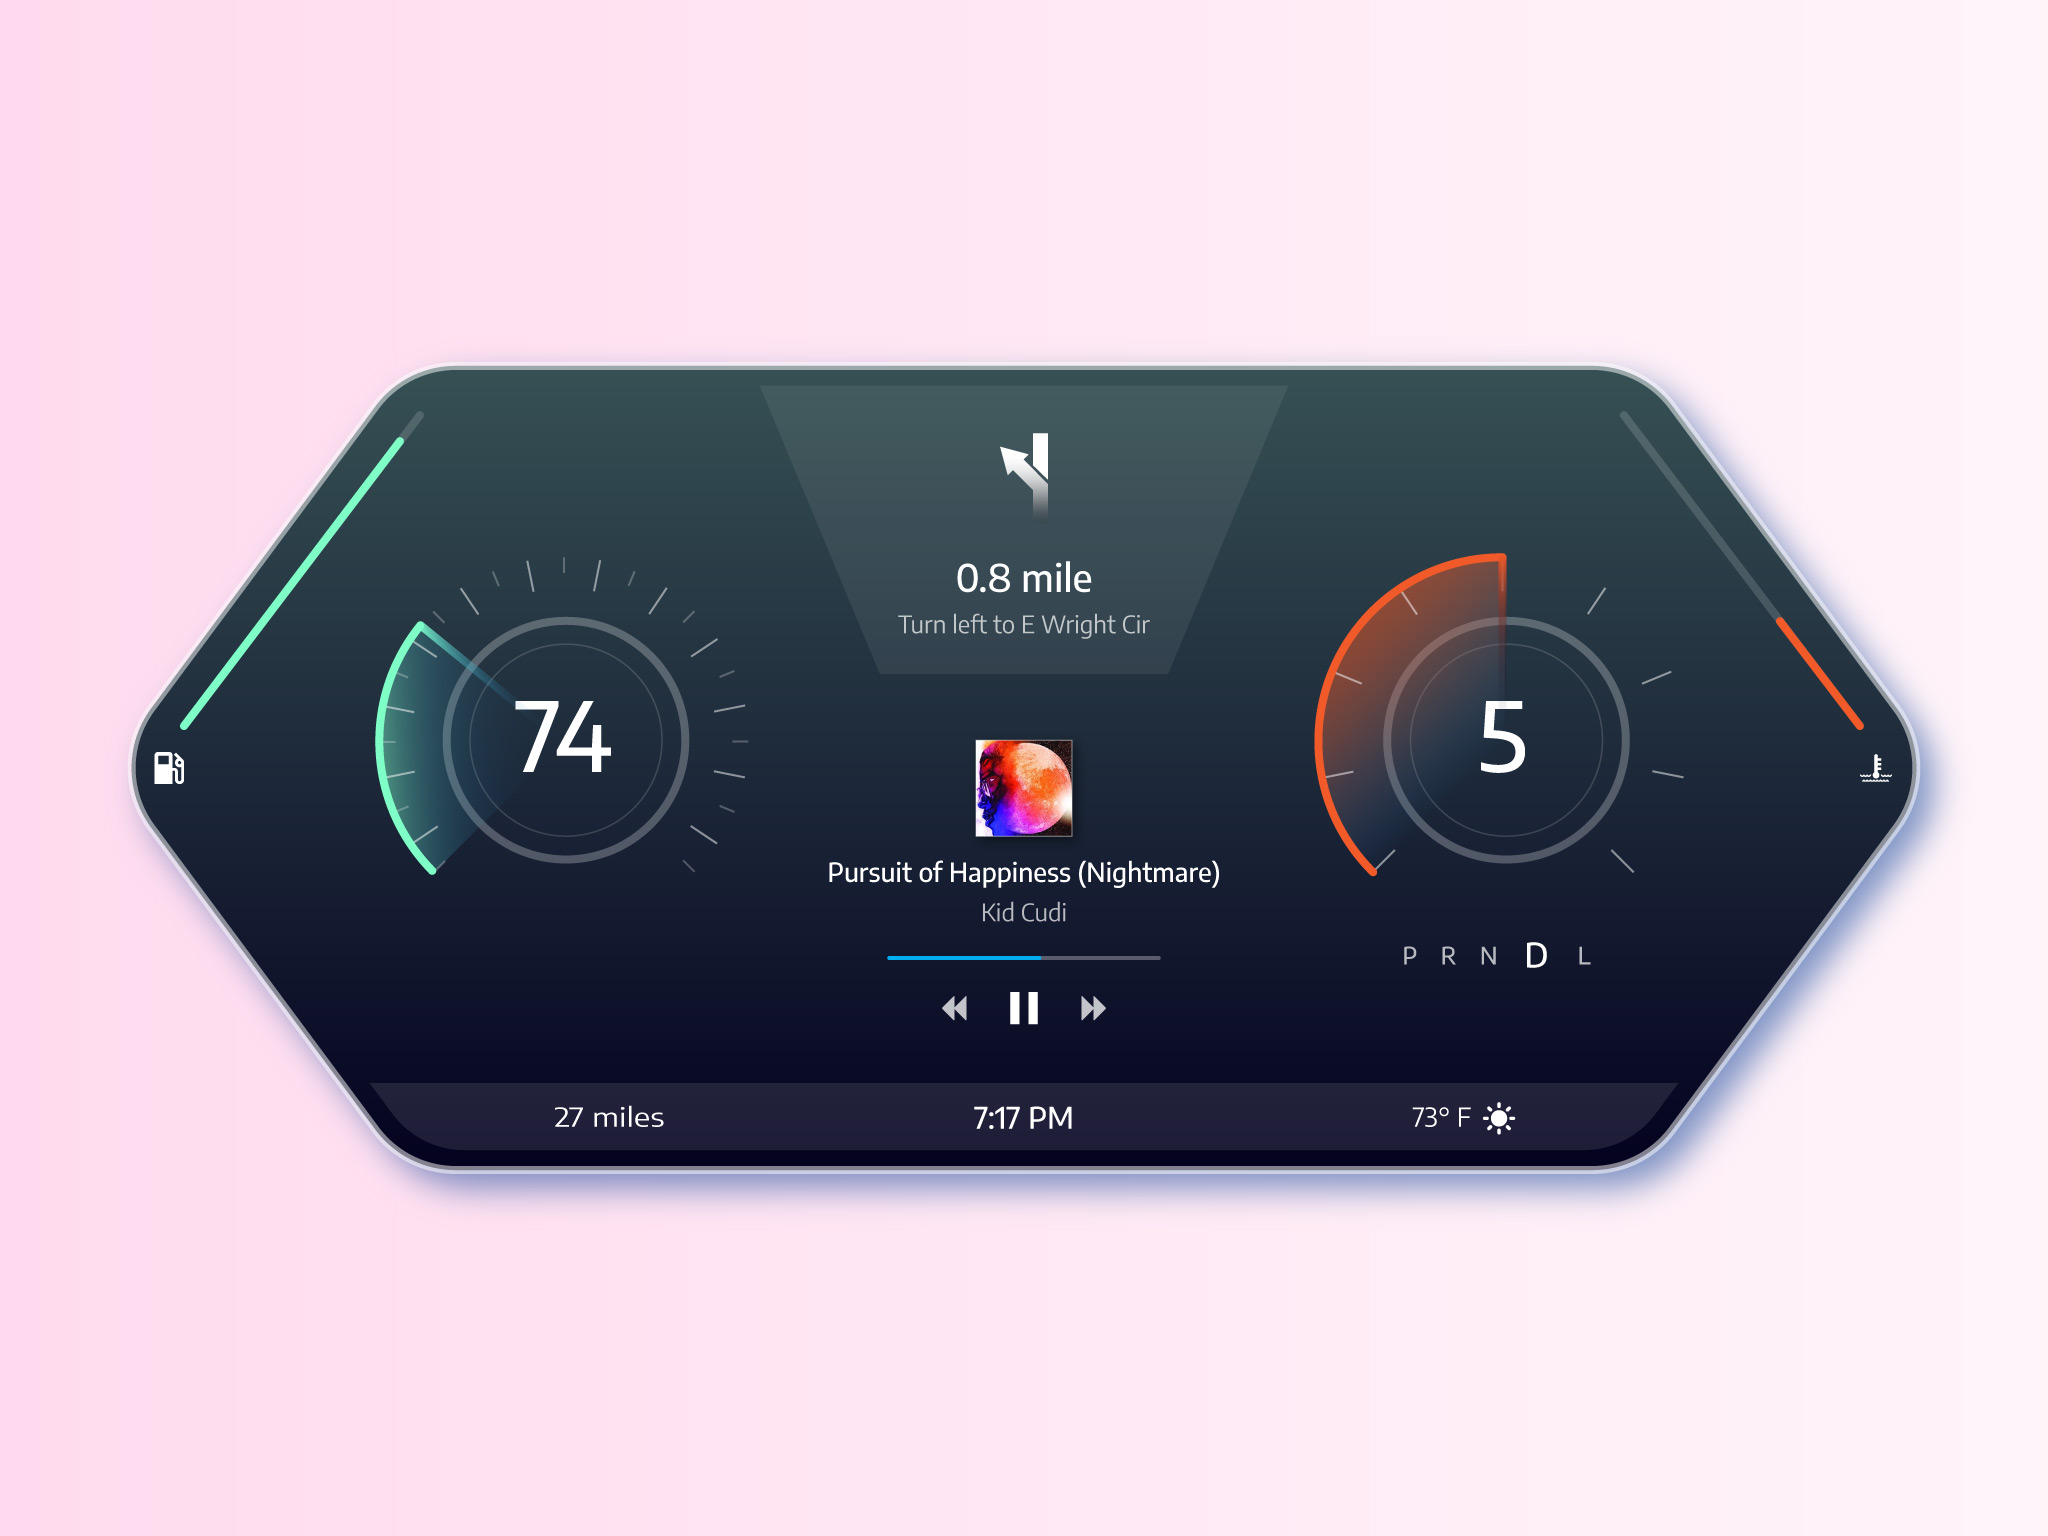 0.8 mile
Turn left to E Wright Cir
74
5
Pursuit of Happiness (Nightmare)
Kid Cudi
P R N D L
27 miles
7:17 PM
73° F